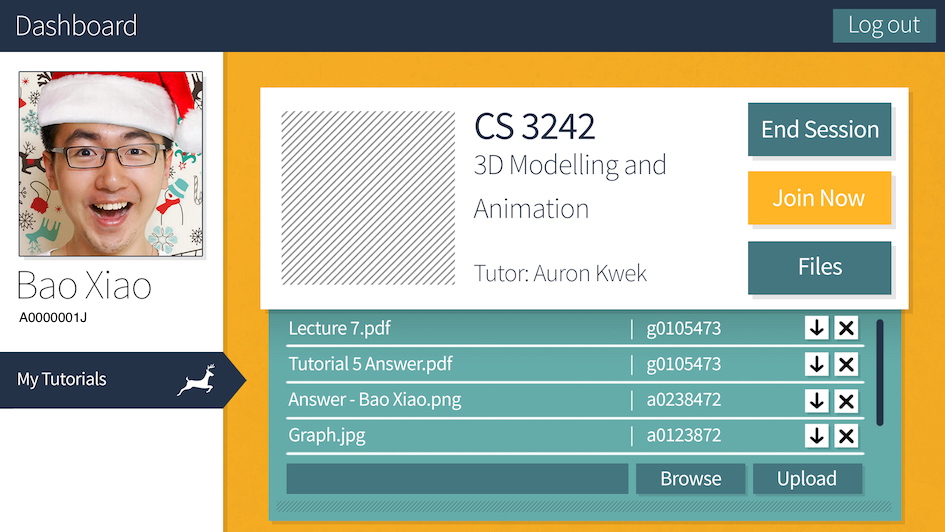 Dashboard
Log out
Bao Xiao
A0000001J
My Tutorials
CS 3242
3D Modelling and
Animation
Tutor: Auron Kwek
End Session
Join Now
Files
Lecture 7.pdf | g0105473
Tutorial 5 Answer.pdf | g0105473
Answer - Bao Xiao.png | a0238472
Graph.jpg | a0123872
Browse
Upload